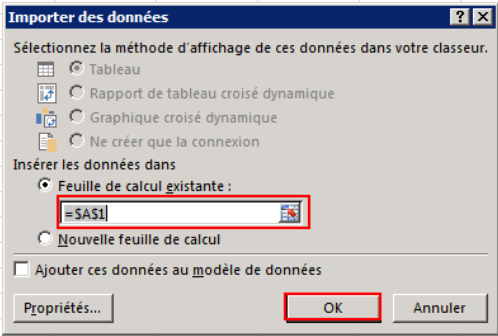 Importer des données
Sélectionnez la méthode d'affichage de ces données dans votre classeur.
Tableau
Rapport de tableau croisé dynamique
Graphique croisé dynamique
Ne créer que la connexion
Insérer les données dans
Feuille de calcul existante :
=$A$1
Nouvelle feuille de calcul
Ajouter ces données au modèle de données
Propriétés... OK Annuler